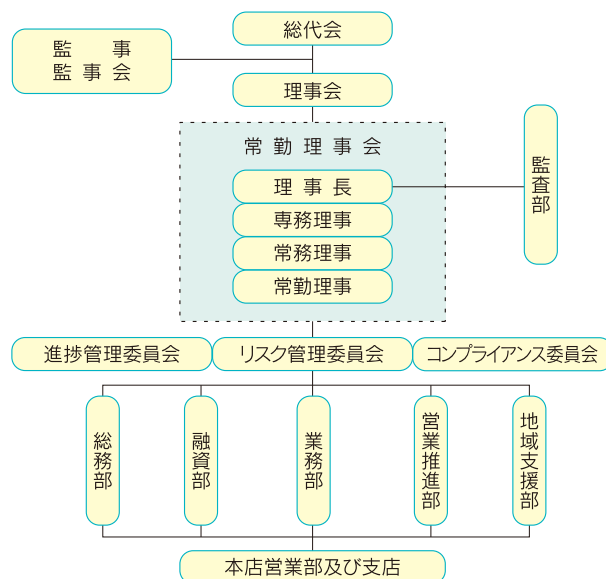 総代会
監事
監事会
理事会
常勤理事会
理事長
専務理事
常務理事
常勤理事
監査部
進捗管理委員会
リスク管理委員会
コンプライアンス委員会
総務部
融資部
業務部
営業推進部
地域支援部
本店営業部及び支店